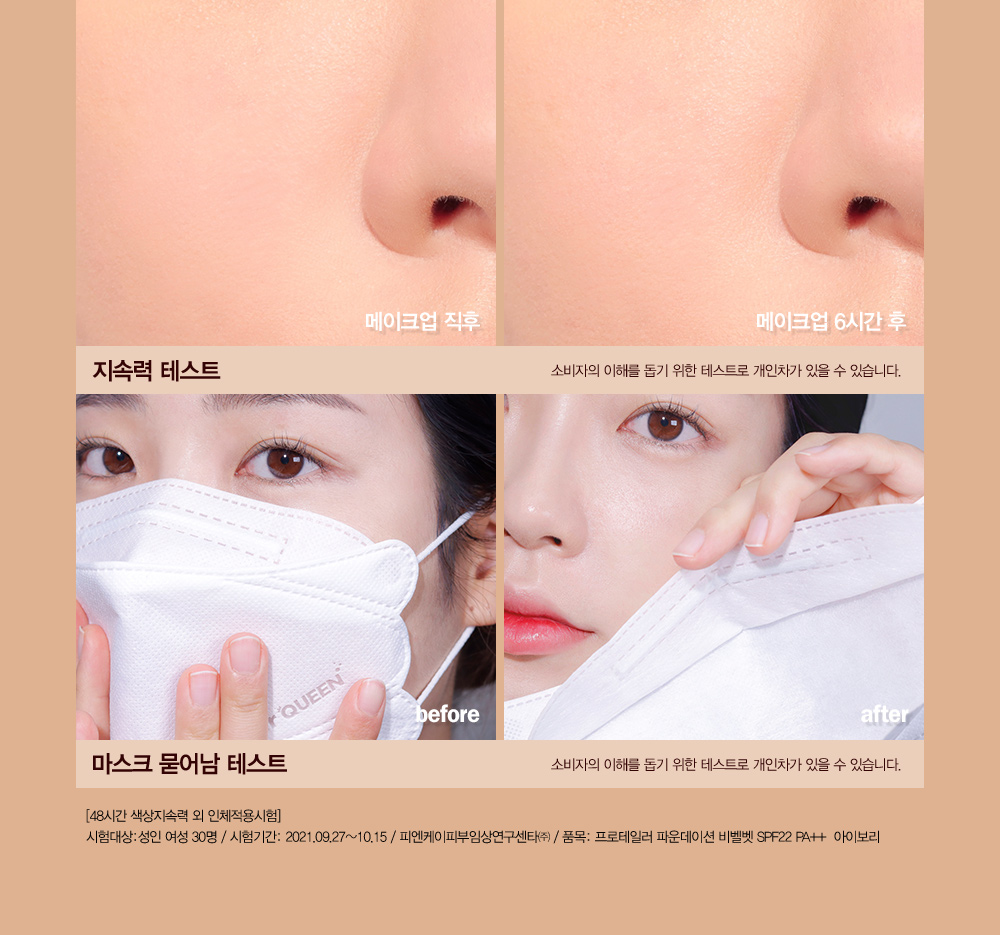 메이크업 직후
메이크업 6시간 후
지속력 테스트
소비자의 이해를 돕기 위한 테스트로 개인차가 있을 수 있습니다.
QUEEN
before
after
마스크 묻어남 테스트
소비자의 이해를 돕기 위한 테스트로 개인차가 있을 수 있습니다.
[48시간 색상지속력 외 인체적용시험]
시험대상: 성인 여성 30명 / 시험기간: 2021.09.27~10.15 / 피엔케이피부임상연구센타㈜ / 품목: 프로테일러 파운데이션 비벨벳 SPF22 PA++ 아이보리